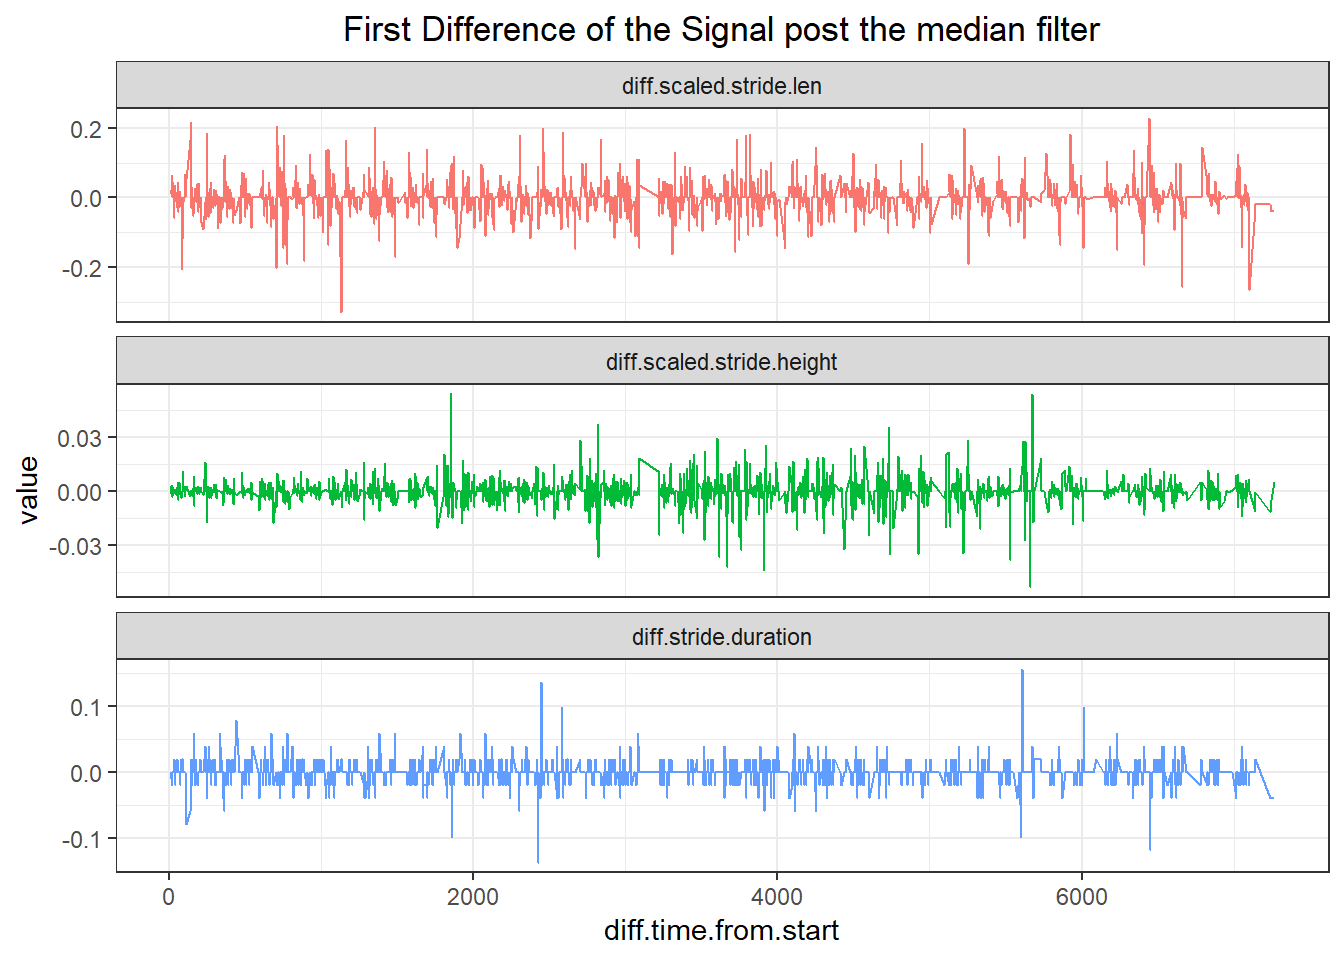 First Difference of the Signal post the median filter
diff.scaled.stride.len
0.2
0.0
-0.2
diff.scaled.stride.height
0.03
0.00
-0.03
value
diff.stride.duration
0.1
0.0
-0.1
0 2000 4000 6000
diff.time.from.start